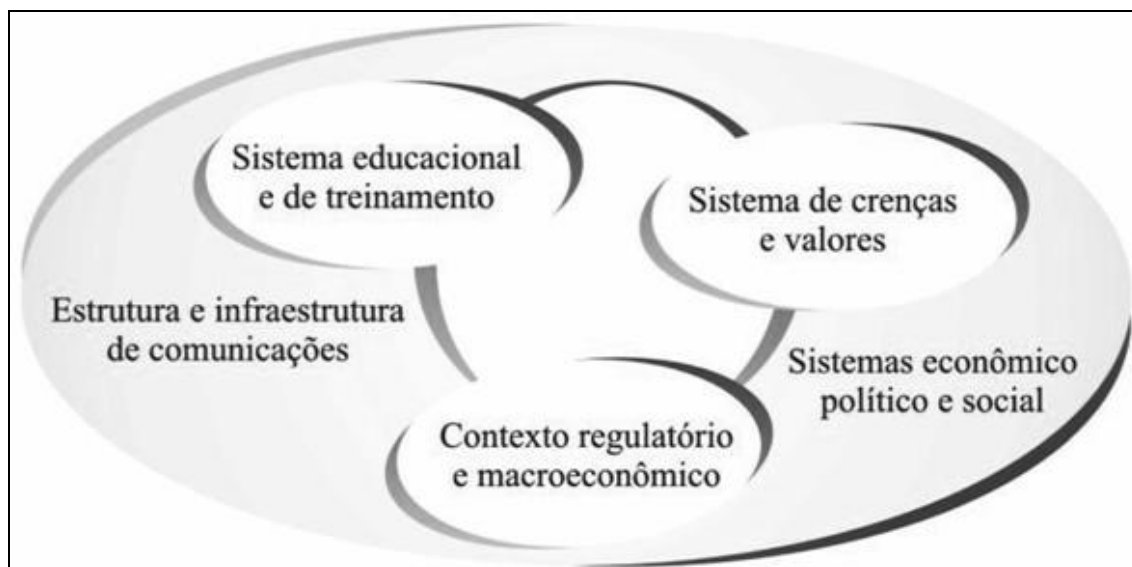 Sistema educacional
e de treinamento
Sistema de crenças
e valores
Estrutura e infraestrutura
de comunicações
Sistemas econômico
político e social
Contexto regulatório
e macroeconômico